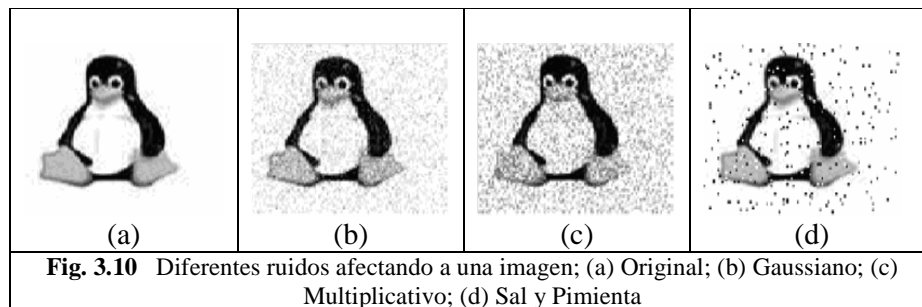 (a) (b) (c) (d)
Fig. 3.10 Diferentes ruidos afectando a una imagen; (a) Original; (b) Gaussiano; (c)
Multiplicativo; (d) Sal y Pimienta